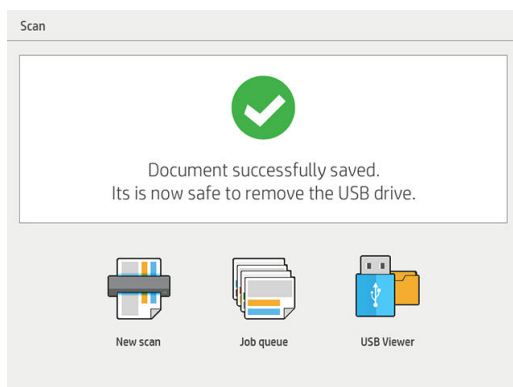 Scan
Document successfully saved.
Its is now safe to remove the USB drive.
New scan
Job queue
USB Viewer